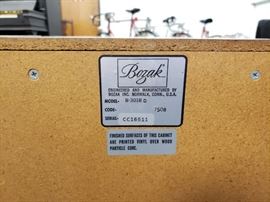 Bozak
ENGINEERED AND MANUFACTURED BY
BOZAK INC. NORWALK, CONN., U.S.A.
MODEL- B-301B D
CODE- 7508
SERIAL- CC16511
FINISHED SURFACES OF THIS CABINET
ARE PRINTED VINYL OVER WOOD
PARTICLE CORE.